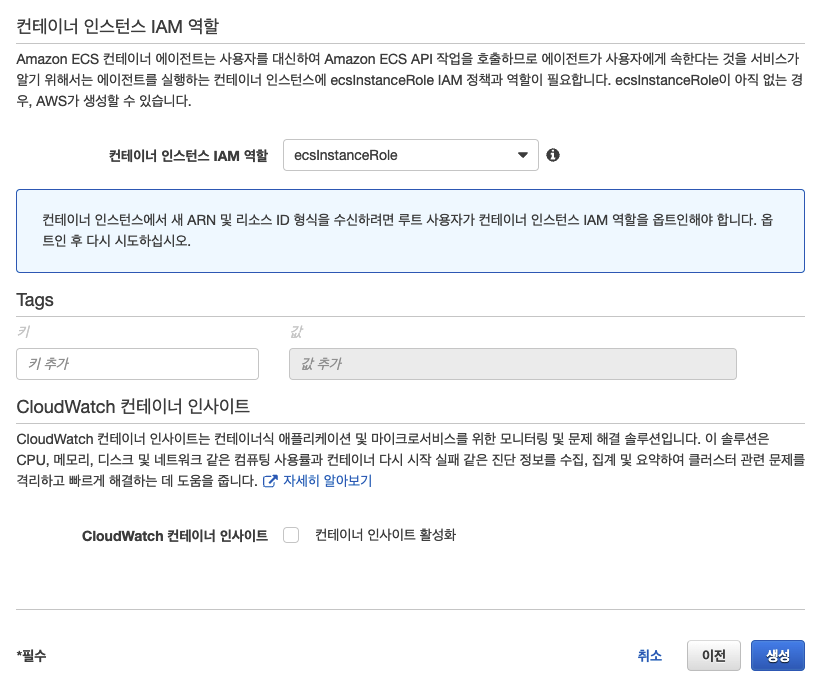 컨테이너 인스턴스 IAM 역할
Amazon ECS 컨테이너 에이전트는 사용자를 대신하여 Amazon ECS API 작업을 호출하므로 에이전트가 사용자에게 속한다는 것을 서비스가
알기 위해서는 에이전트를 실행하는 컨테이너 인스턴스에 ecsInstanceRole IAM 정책과 역할이 필요합니다. ecsInstanceRole이 아직 없는 경
우, AWS가 생성할 수 있습니다.
컨테이너 인스턴스 IAM 역할 ecsInstanceRole
컨테이너 인스턴스에서 새 ARN 및 리소스 ID 형식을 수신하려면 루트 사용자가 컨테이너 인스턴스 IAM 역할을 옵트인해야 합니다. 옵
트인 후 다시 시도하십시오.
Tags
키 값
키 추가 값 추가
CloudWatch 컨테이너 인사이트
CloudWatch 컨테이너 인사이트는 컨테이너식 애플리케이션 및 마이크로서비스를 위한 모니터링 및 문제 해결 솔루션입니다. 이 솔루션은
CPU, 메모리, 디스크 및 네트워크 같은 컴퓨팅 사용률과 컨테이너 다시 시작 실패 같은 진단 정보를 수집, 집계 및 요약하여 클러스터 관련 문제를
격리하고 빠르게 해결하는 데 도움을 줍니다. 자세히 알아보기
CloudWatch 컨테이너 인사이트 컨테이너 인사이트 활성화
*필수 취소 이전 생성